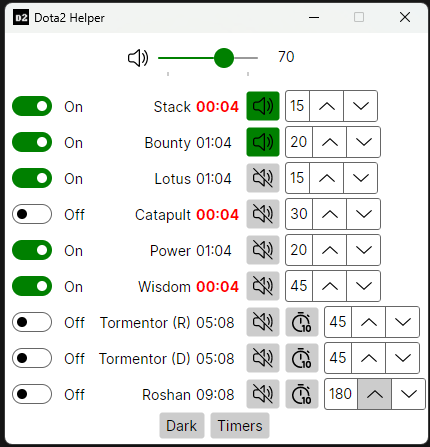 D2 Dota2 Helper
70
On Stack 00:04 15
On Bounty 01:04 20
On Lotus 01:04 15
Off Catapult 00:04 30
On Power 01:04 20
On Wisdom 00:04 45
Off Tormentor (R) 05:08 10 45
Off Tormentor (D) 05:08 10 45
Off Roshan 09:08 10 180
Dark Timers